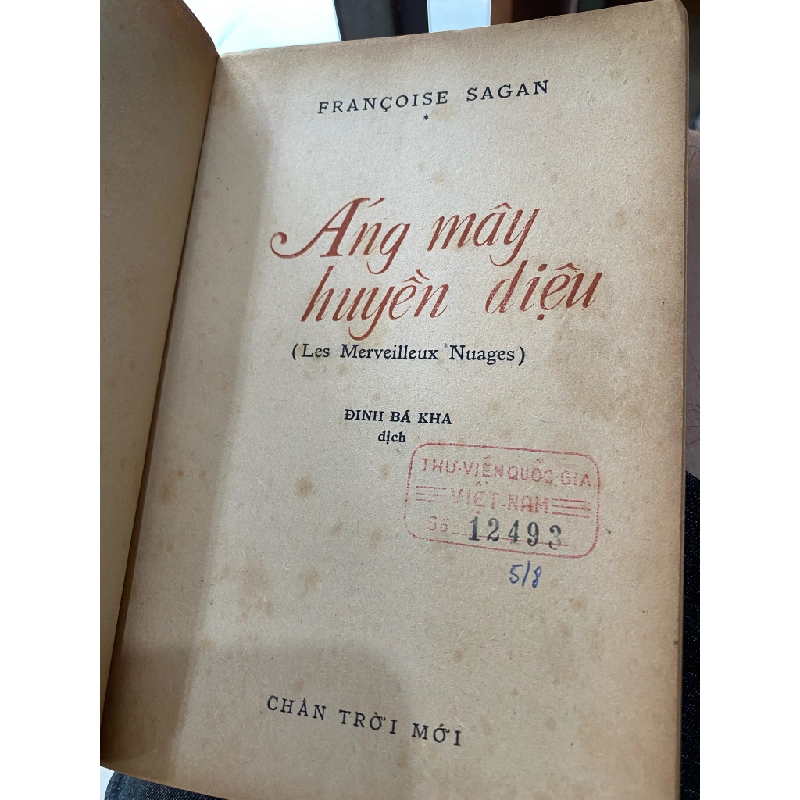 FRANÇOISE SAGAN
*
Áng mây
huyền diệu
(Les Merveilleux Nuages)
ĐINH BÁ KHA
dịch
THƯ-VIỆN QUỐC-GIA
VIỆT-NAM
SG 12493
5/8
CHÂN TRỜI MỚI